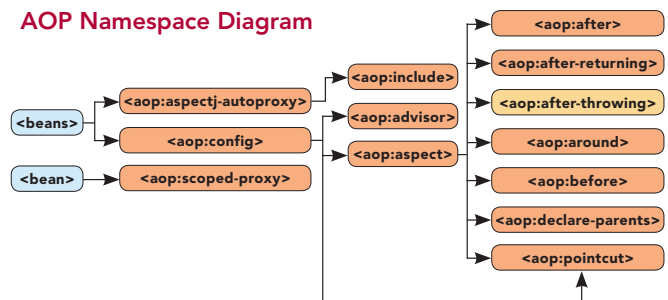 AOP Namespace Diagram
<beans>
<bean>
<aop:aspectj-autoproxy>
<aop:config>
<aop:scoped-proxy>
<aop:include>
<aop:advisor>
<aop:aspect>
<aop:after>
<aop:after-returning>
<aop:after-throwing>
<aop:around>
<aop:before>
<aop:declare-parents>
<aop:pointcut>